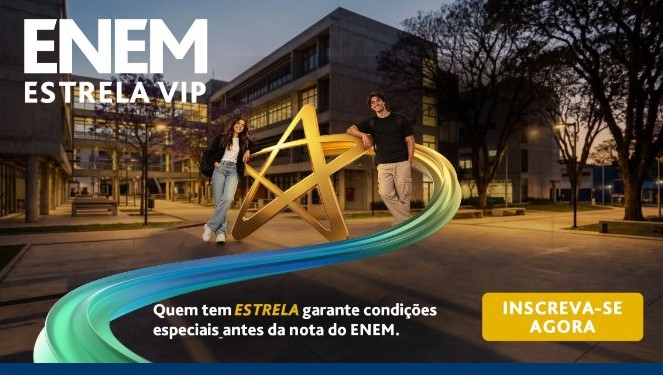 ENEM
ESTRELA VIP
Quem tem ESTRELA garante condições
especiais antes da nota do ENEM.
INSCREVA-SE
AGORA